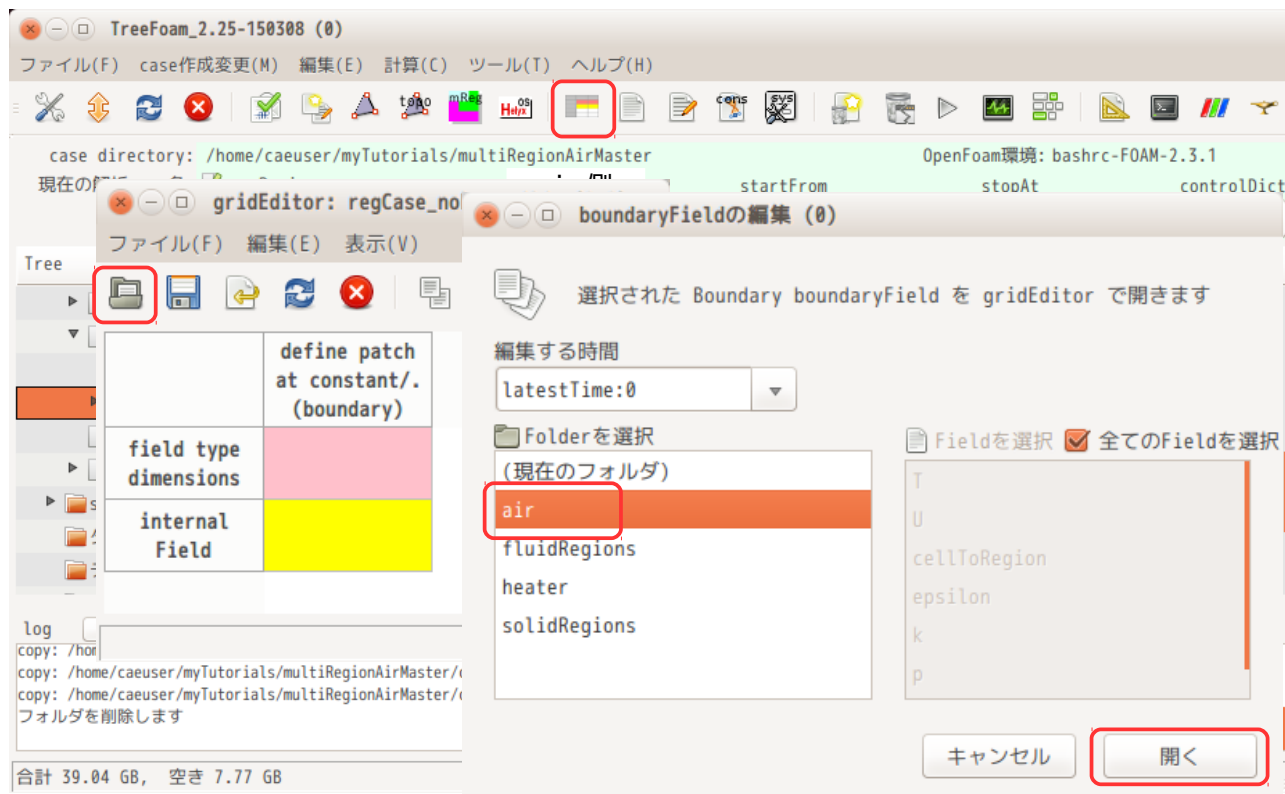 TreeFoam_2.25-150308 (0)
ファイル(F) case作成変更(M) 編集(E) 計算(C) ツール(T) ヘルプ(H)
topo mReg OS Helyx cons sys
case directory: /home/caeuser/myTutorials/multiRegionAirMaster
OpenFoam環境: bashrc-FOAM-2.3.1
現在の
startFrom stopAt controlDict
gridEditor: regCase_no
ファイル(F) 編集(E) 表示(V)
Tree
define patch
at constant/.
(boundary)
field type
dimensions
internal
Field
boundaryFieldの編集 (0)
選択された Boundary boundaryField を gridEditor で開きます
編集する時間
latestTime:0
Folderを選択
(現在のフォルダ)
air
fluidRegions
heater
solidRegions
Fieldを選択 全てのFieldを選択
T
U
cellToRegion
epsilon
k
p
キャンセル 開く
log
copy: /hom
copy: /home/caeuser/myTutorials/multiRegionAirMaster/
copy: /home/caeuser/myTutorials/multiRegionAirMaster/
フォルダを削除します
合計 39.04 GB, 空き 7.77 GB